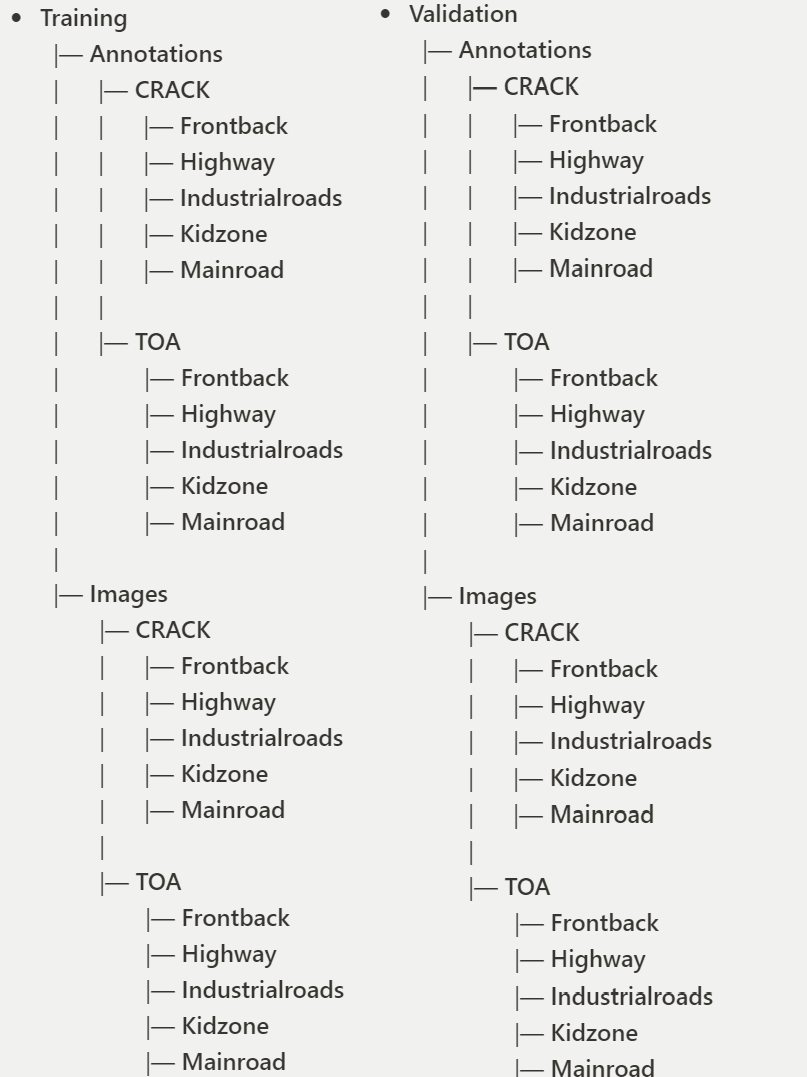 • Training
|— Annotations
|— CRACK
|— Frontback
|— Highway
|— Industrialroads
|— Kidzone
|— Mainroad
|— TOA
|— Frontback
|— Highway
|— Industrialroads
|— Kidzone
|— Mainroad
|— Images
|— CRACK
|— Frontback
|— Highway
|— Industrialroads
|— Kidzone
|— Mainroad
|— TOA
|— Frontback
|— Highway
|— Industrialroads
|— Kidzone
|— Mainroad
• Validation
|— Annotations
|— CRACK
|— Frontback
|— Highway
|— Industrialroads
|— Kidzone
|— Mainroad
|— TOA
|— Frontback
|— Highway
|— Industrialroads
|— Kidzone
|— Mainroad
|— Images
|— CRACK
|— Frontback
|— Highway
|— Industrialroads
|— Kidzone
|— Mainroad
|— TOA
|— Frontback
|— Highway
|— Industrialroads
|— Kidzone
|— Mainroad